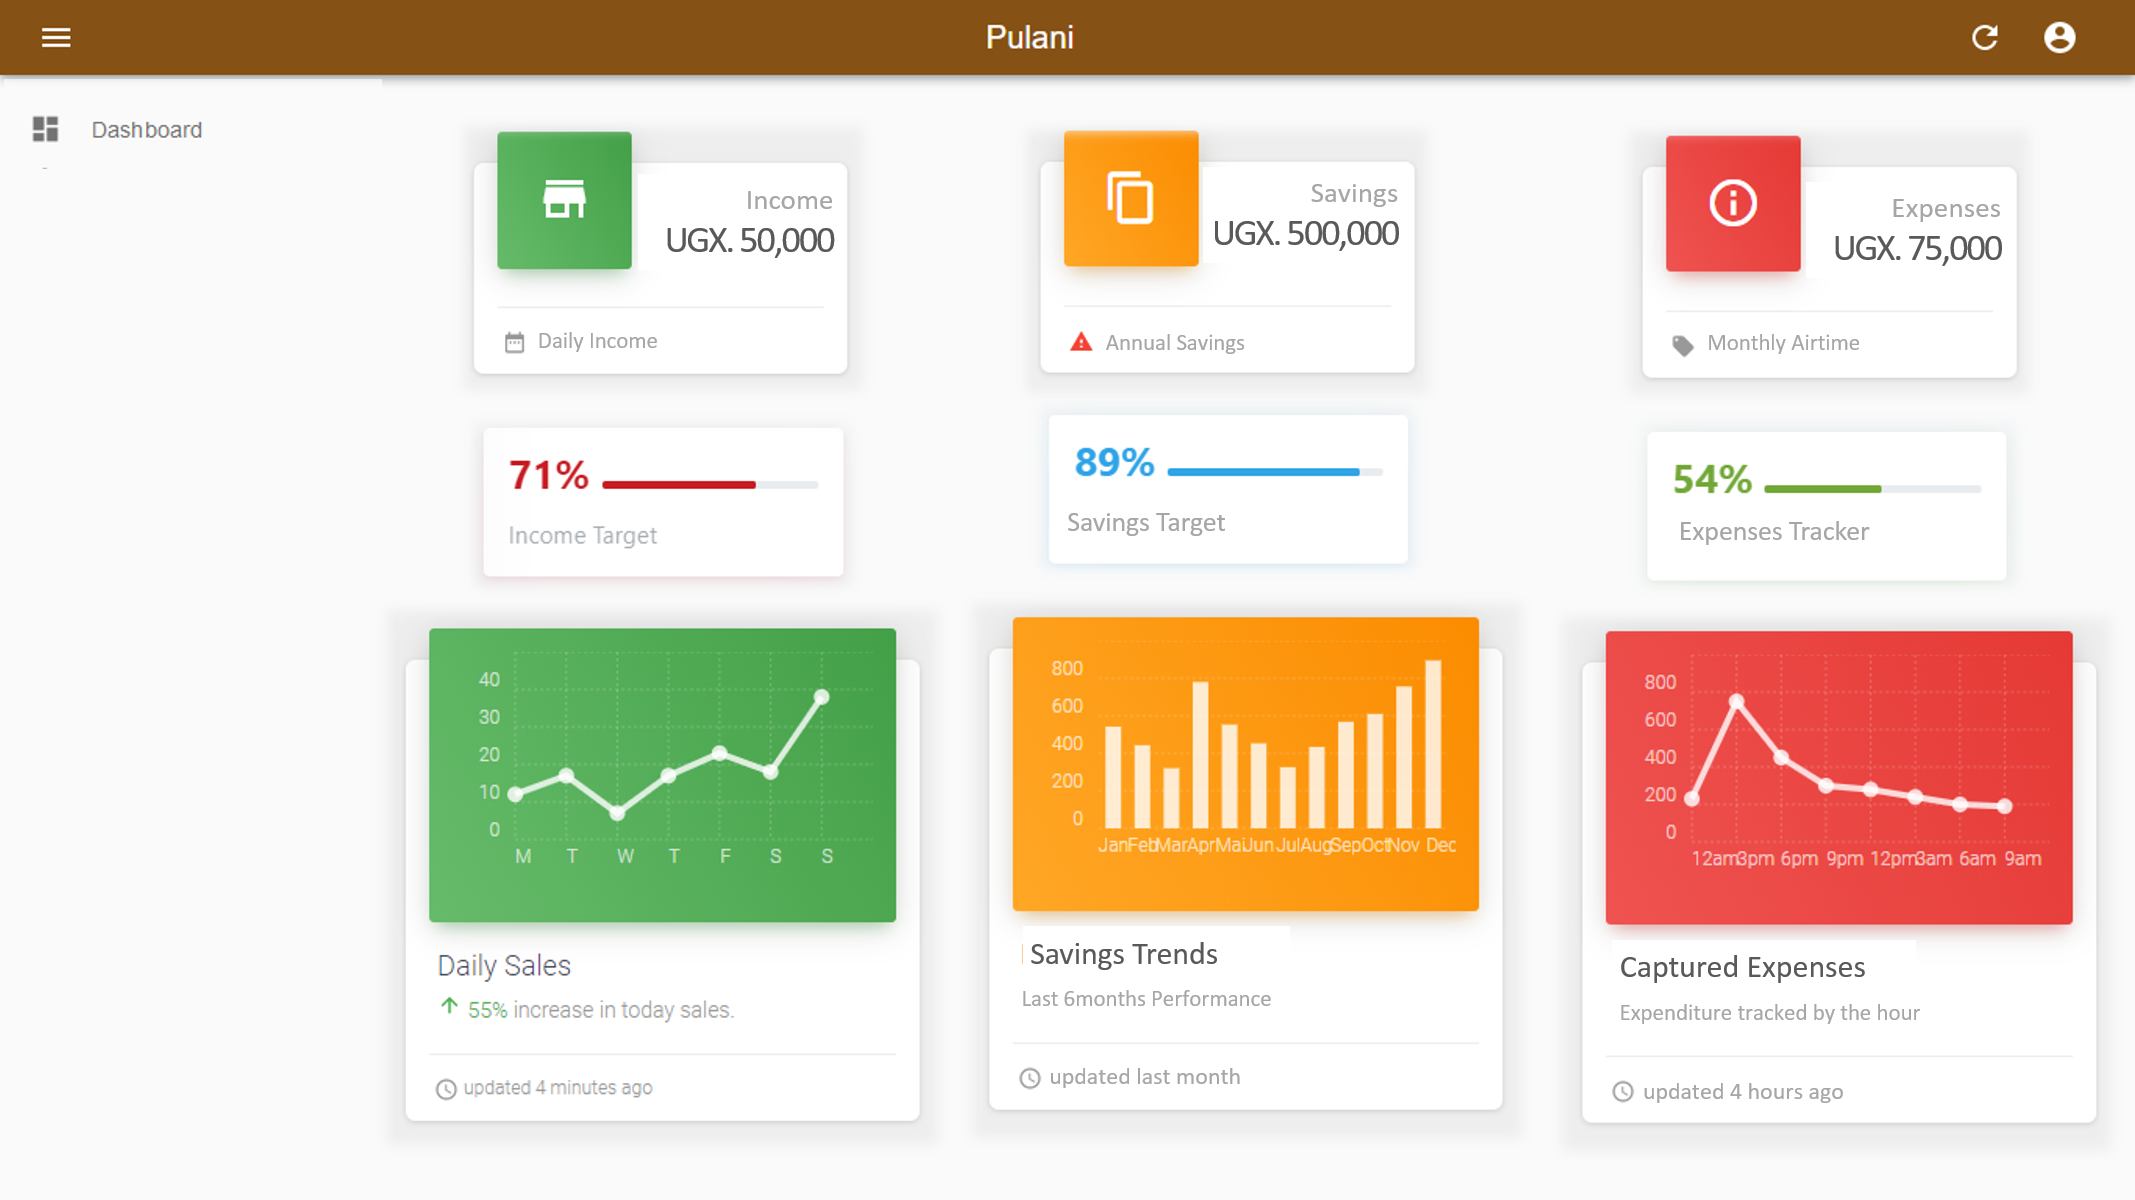 Pulani
Dashboard
Income
UGX. 50,000
Daily Income
Savings
UGX. 500,000
Annual Savings
Expenses
UGX. 75,000
Monthly Airtime
71%
Income Target
89%
Savings Target
54%
Expenses Tracker
40
30
20
10
0
M T W T F S S
Daily Sales
55% increase in today sales.
updated 4 minutes ago
800
600
400
200
0
Jan Feb Mar Apr Mai Jun Jul Aug Sep Oct Nov Dec
Savings Trends
Last 6months Performance
updated last month
800
600
400
200
0
12am 3pm 6pm 9pm 12pm 3am 6am 9am
Captured Expenses
Expenditure tracked by the hour
updated 4 hours ago